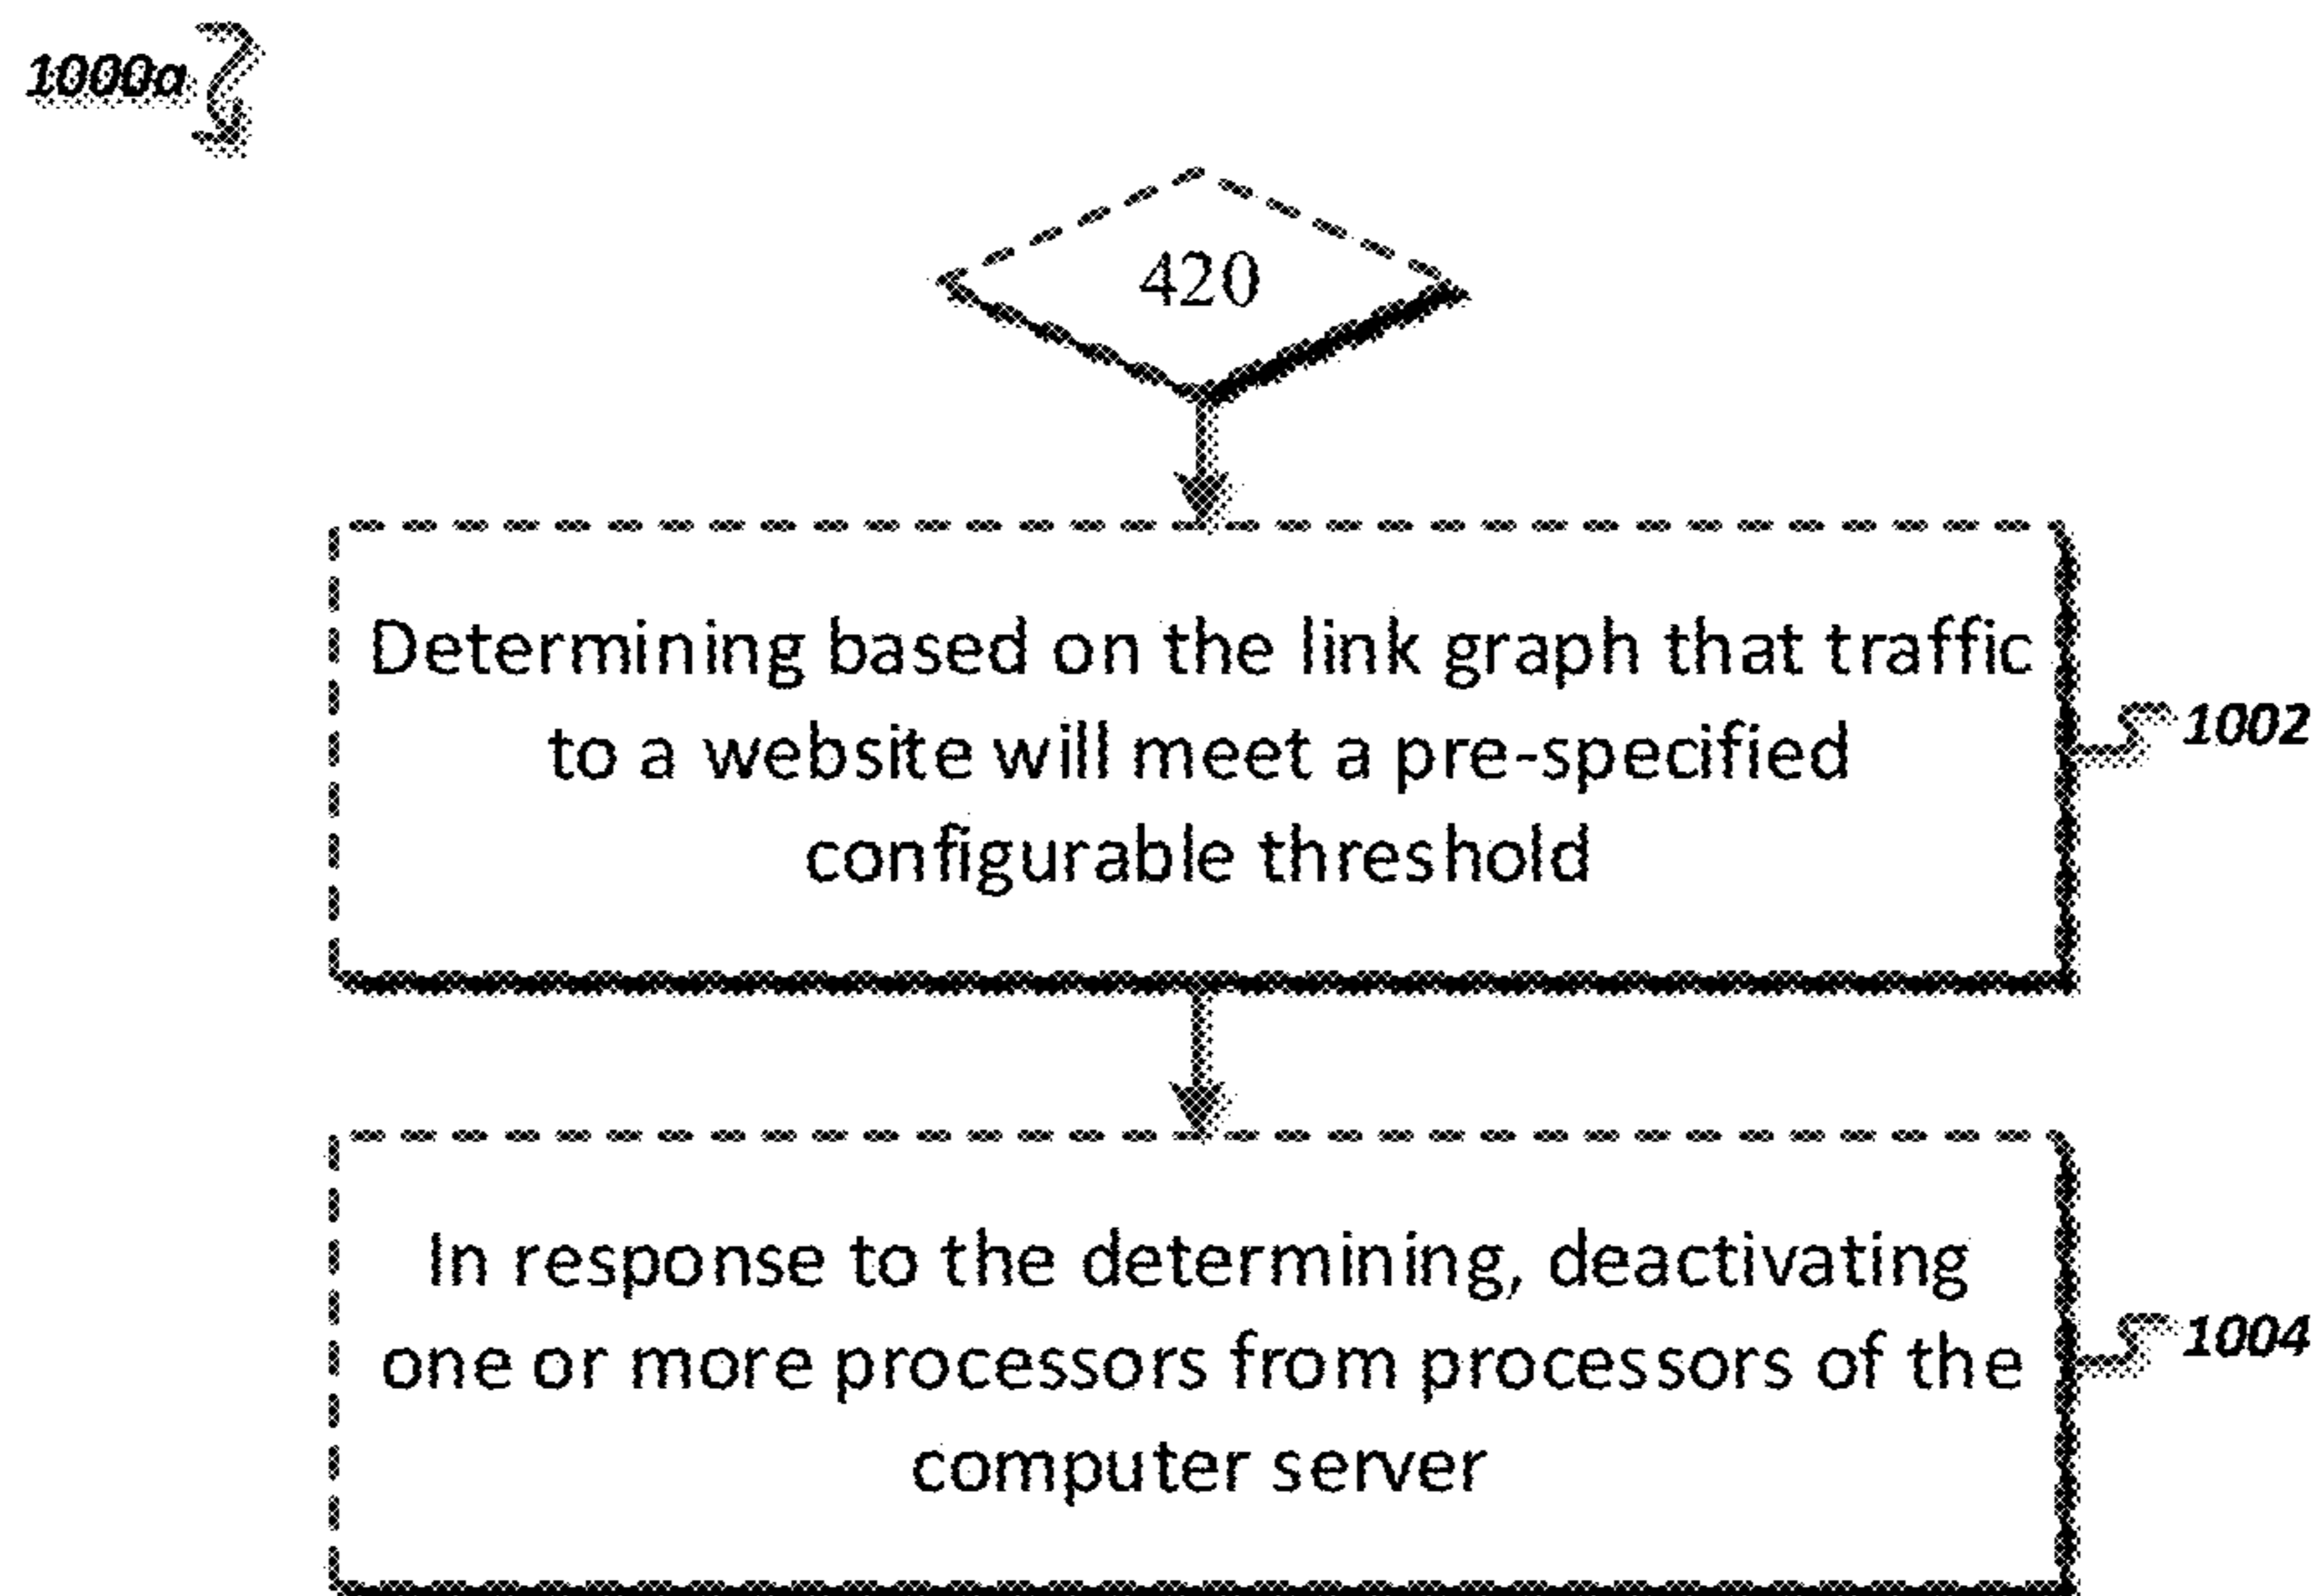 1000a
420
Determining based on the link graph that traffic
to a website will meet a pre-specified
configurable threshold
1002
In response to the determining, deactivating
one or more processors from processors of the
computer server
1004